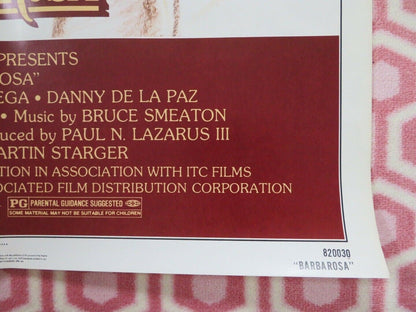 PRESENTS
OSA"
EGA • DANNY DE LA PAZ
• Music by BRUCE SMEATON
duced by PAUL N. LAZARUS III
ARTIN STARGER
TION IN ASSOCIATION WITH ITC FILMS
OCIATED FILM DISTRIBUTION CORPORATION
PG PARENTAL GUIDANCE SUGGESTED
SOME MATERIAL MAY NOT BE SUITABLE FOR CHILDREN
820030
"BARBAROSA"